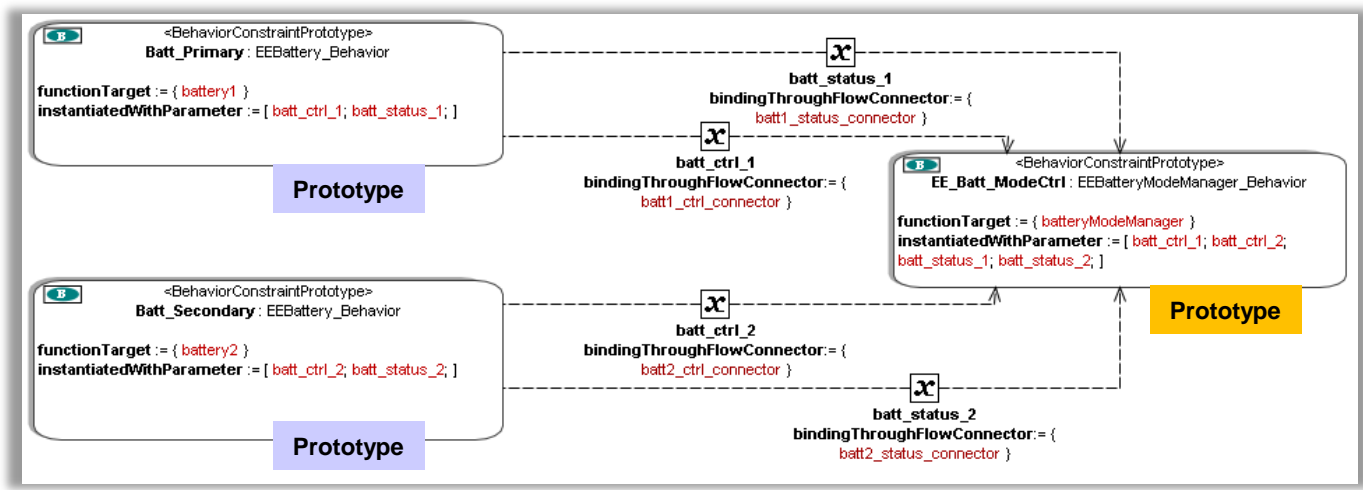 B
<BehaviorConstraintPrototype>
Batt_Primary : EEBattery_Behavior
functionTarget := { battery1 }
instantiatedWithParameter := [ batt_ctrl_1; batt_status_1; ]
Prototype
x
batt_status_1
bindingThroughFlowConnector:= {
batt1_status_connector }
x
batt_ctrl_1
bindingThroughFlowConnector:= {
batt1_ctrl_connector }
B
<BehaviorConstraintPrototype>
EE_Batt_ModeCtrl : EEBatteryModeManager_Behavior
functionTarget := { batteryModeManager }
instantiatedWithParameter := [ batt_ctrl_1; batt_ctrl_2;
batt_status_1; batt_status_2; ]
Prototype
B
<BehaviorConstraintPrototype>
Batt_Secondary : EEBattery_Behavior
functionTarget := { battery2 }
instantiatedWithParameter := [ batt_ctrl_2; batt_status_2; ]
Prototype
x
batt_ctrl_2
bindingThroughFlowConnector:= {
batt2_ctrl_connector }
x
batt_status_2
bindingThroughFlowConnector:= {
batt2_status_connector }